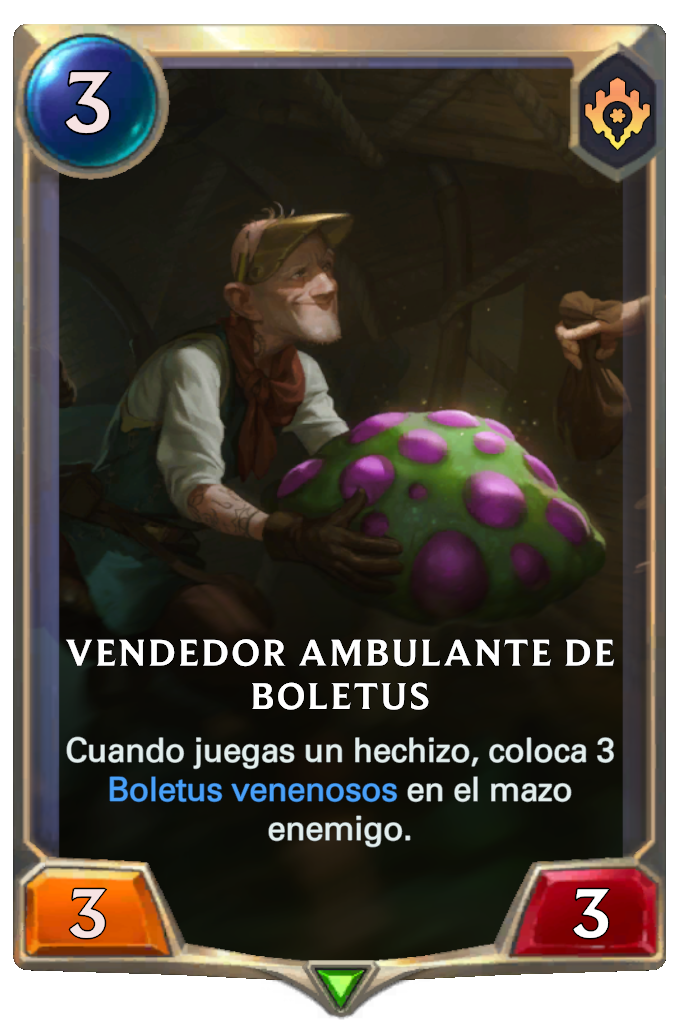 3
VENDEDOR AMBULANTE DE
BOLETUS
Cuando juegas un hechizo, coloca 3
Boletus venenosos en el mazo
enemigo.
3
3